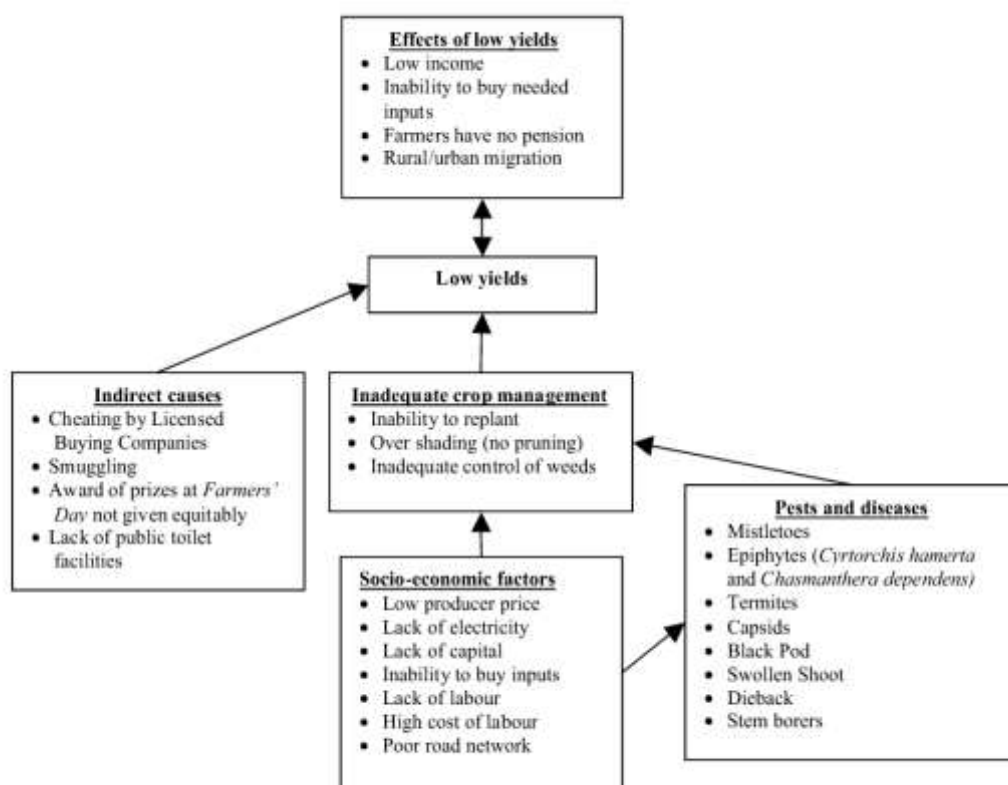 Effects of low yields
• Low income
• Inability to buy needed
inputs
• Farmers have no pension
• Rural/urban migration
Low yields
Indirect causes
• Cheating by Licensed
Buying Companies
• Smuggling
• Award of prizes at Farmers'
Day not given equitably
• Lack of public toilet
facilities
Inadequate crop management
• Inability to replant
• Over shading (no pruning)
• Inadequate control of weeds
Pests and diseases
• Mistletoes
• Epiphytes (Cyrtorchis hamerta
and Chasmanthera dependens)
• Termites
• Capsids
• Black Pod
• Swollen Shoot
• Dieback
• Stem borers
Socio-economic factors
• Low producer price
• Lack of electricity
• Lack of capital
• Inability to buy inputs
• Lack of labour
• High cost of labour
• Poor road network